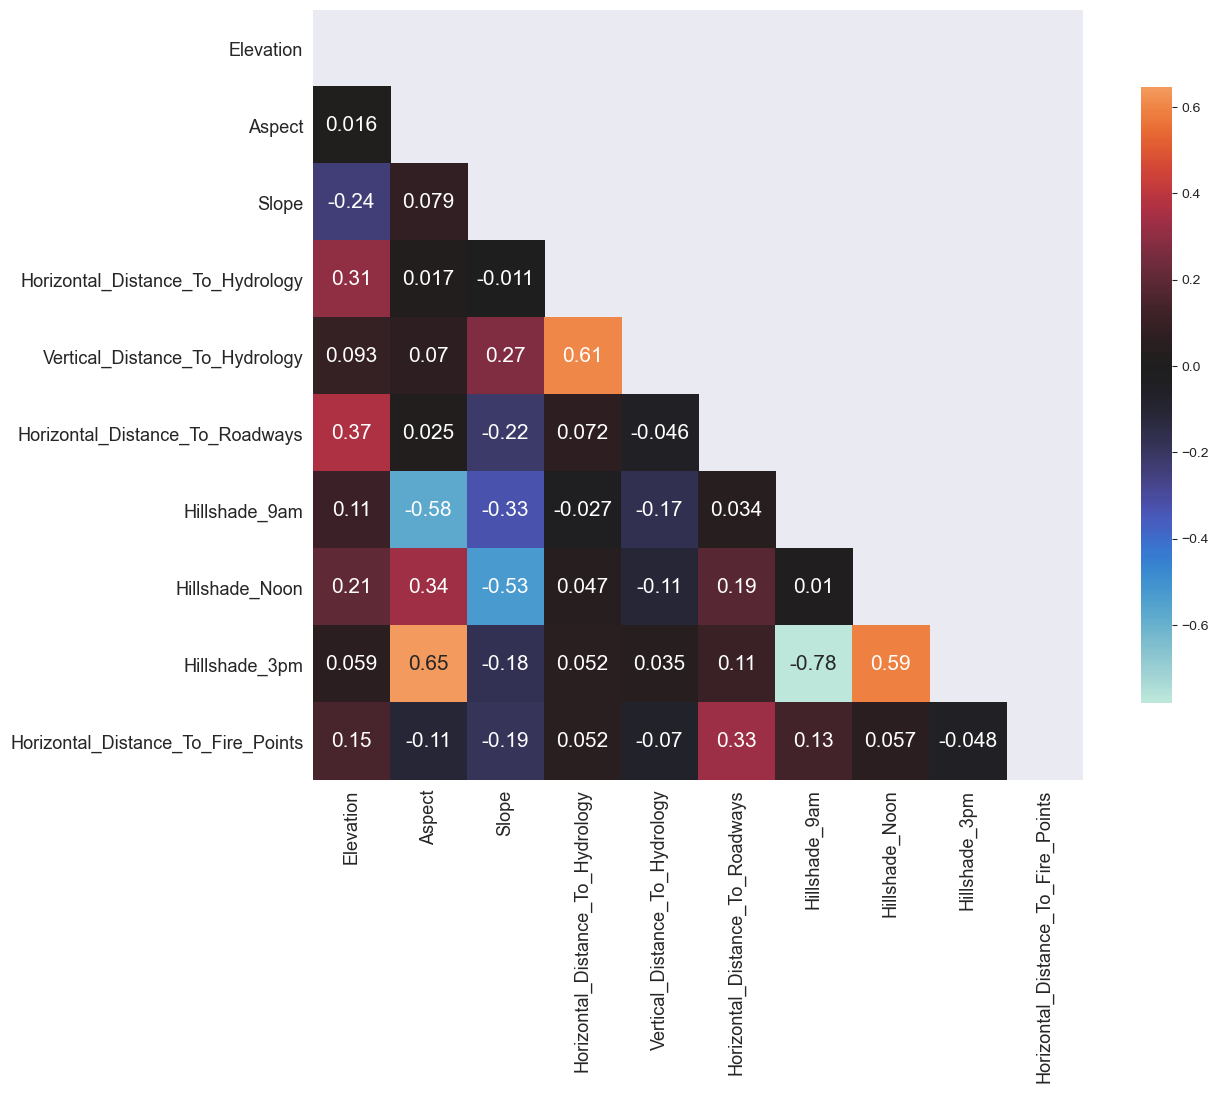 Elevation
Aspect 0.016
Slope -0.24 0.079
Horizontal_Distance_To_Hydrology 0.31 0.017 -0.011
Vertical_Distance_To_Hydrology 0.093 0.07 0.27 0.61
Horizontal_Distance_To_Roadways 0.37 0.025 -0.22 0.072 -0.046
Hillshade_9am 0.11 -0.58 -0.33 -0.027 -0.17 0.034
Hillshade_Noon 0.21 0.34 -0.53 0.047 -0.11 0.19 0.01
Hillshade_3pm 0.059 0.65 -0.18 0.052 0.035 0.11 -0.78 0.59
Horizontal_Distance_To_Fire_Points 0.15 -0.11 -0.19 0.052 -0.07 0.33 0.13 0.057 -0.048
Elevation
Aspect
Slope
Horizontal_Distance_To_Hydrology
Vertical_Distance_To_Hydrology
Horizontal_Distance_To_Roadways
Hillshade_9am
Hillshade_Noon
Hillshade_3pm
Horizontal_Distance_To_Fire_Points
0.6
0.4
0.2
0.0
−0.2
−0.4
−0.6